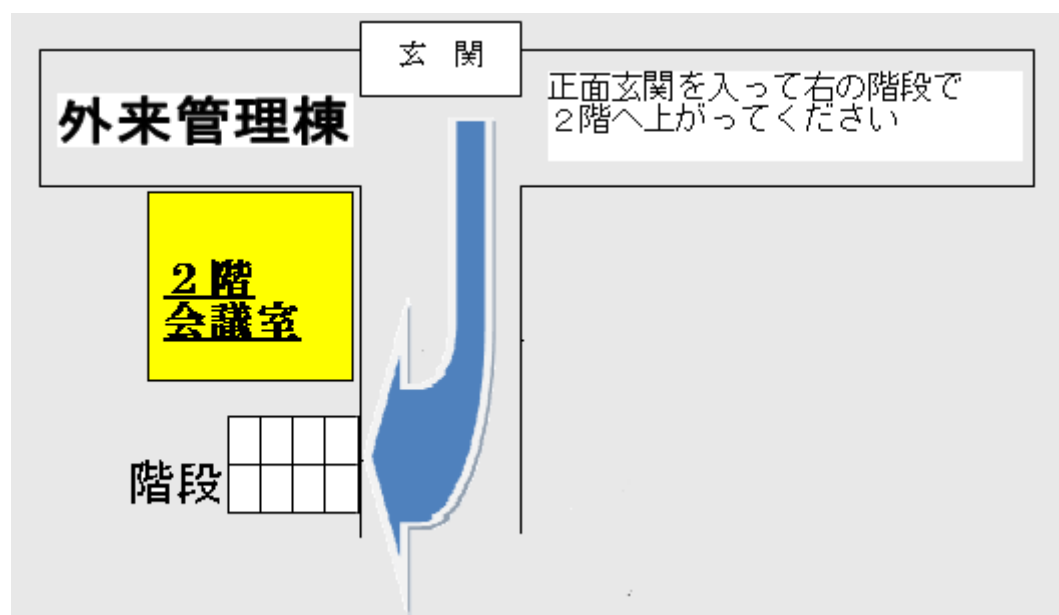 玄 関
正面玄関を入って右の階段で
２階へ上がってください
外来管理棟
２階
会議室
階段